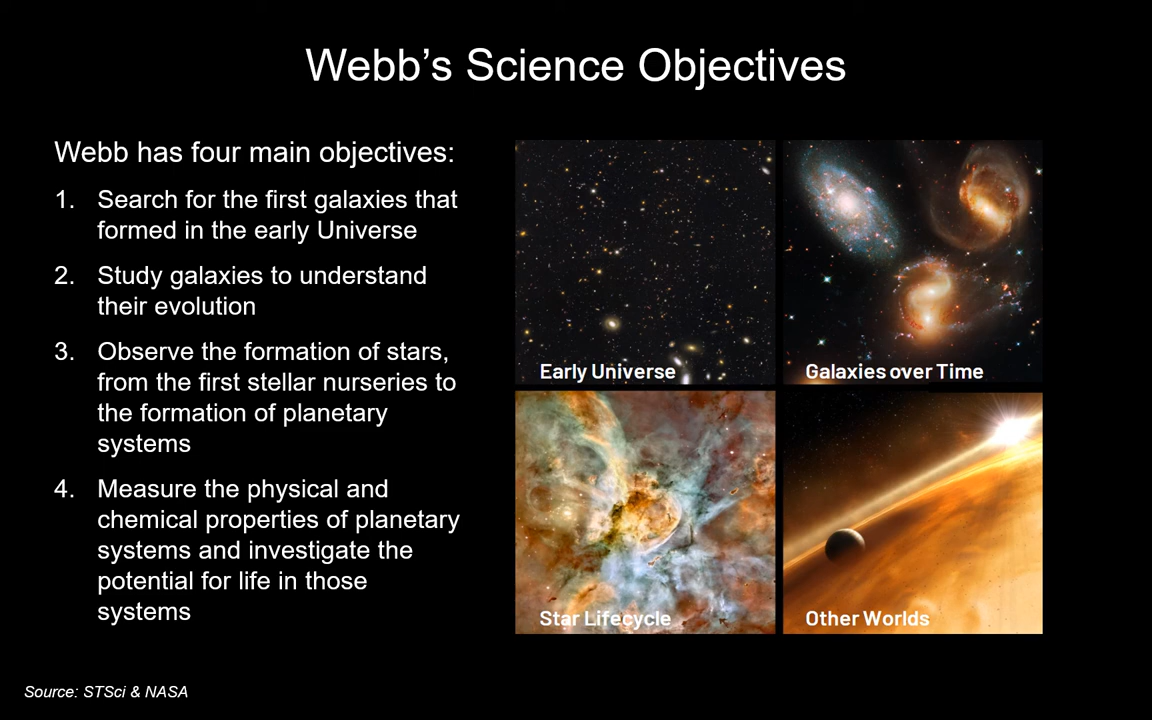 Webb’s Science Objectives
Webb has four main objectives:
1. Search for the first galaxies that
formed in the early Universe
2. Study galaxies to understand
their evolution
3. Observe the formation of stars,
from the first stellar nurseries to
the formation of planetary
systems
4. Measure the physical and
chemical properties of planetary
systems and investigate the
potential for life in those
systems
Early Universe
Galaxies over Time
Star Lifecycle
Other Worlds
Source: STSci & NASA